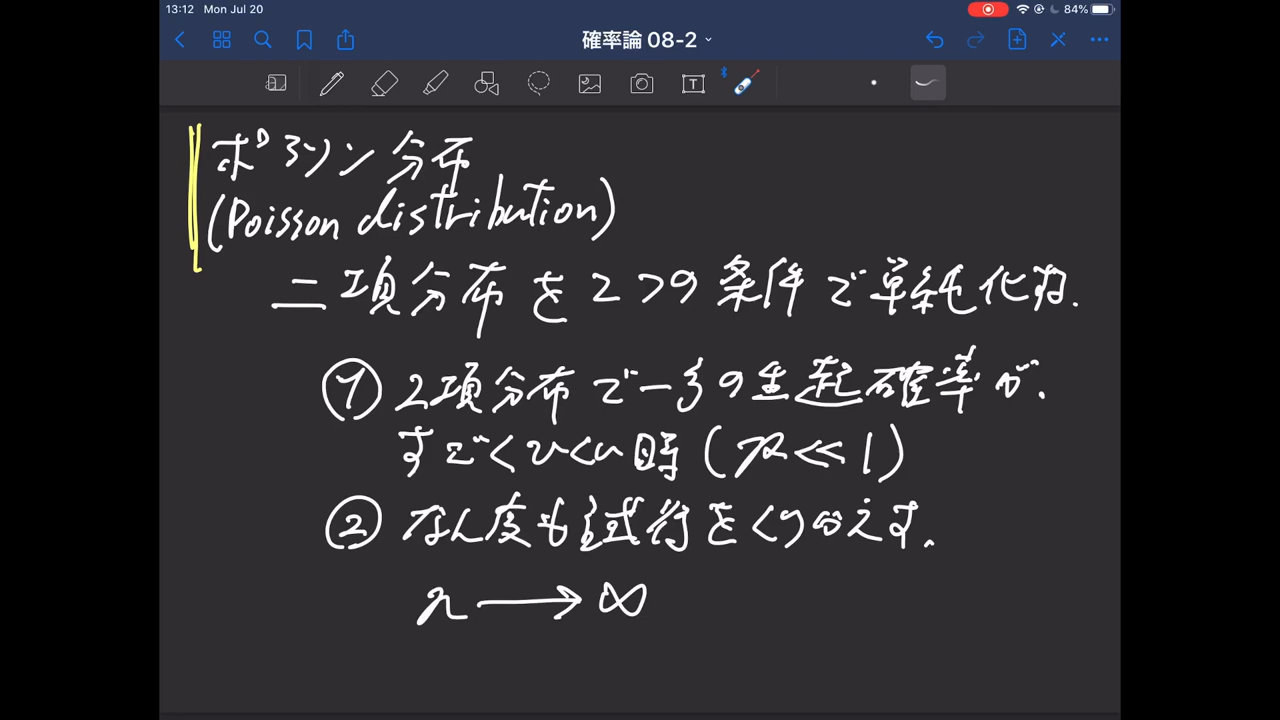 13:12 Mon Jul 20
84%
確率論 08-2
T
ポアソン分布
(Poisson distribution)
二項分布を2つの条件で単純化する.
① 2項分布で一方の生起確率が、
すごくひくい時 (p ≪ 1)
② なん度も試行をくりかえす.
n → ∞